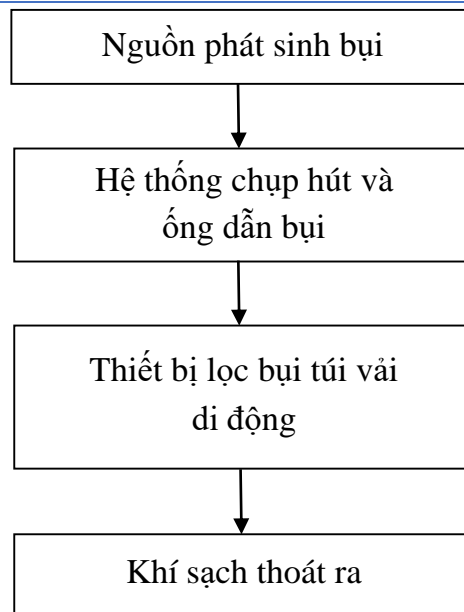 Nguồn phát sinh bụi
Hệ thống chụp hút và
ống dẫn bụi
Thiết bị lọc bụi túi vải
di động
Khí sạch thoát ra